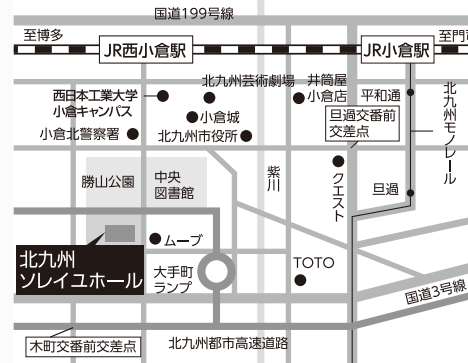 国道199号線
至博多
至門司
JR西小倉駅
JR小倉駅
北九州芸術劇場
井筒屋
小倉店
西日本工業大学
小倉キャンパス
平和通
小倉城
旦過交番前
交差点
小倉北警察署
北九州市役所
北九州モノレール
勝山公園
中央
図書館
紫川
クエスト
旦過
ムーブ
北九州
ソレイユホール
大手町
ランプ
TOTO
国道3号線
木町交番前交差点
北九州都市高速道路